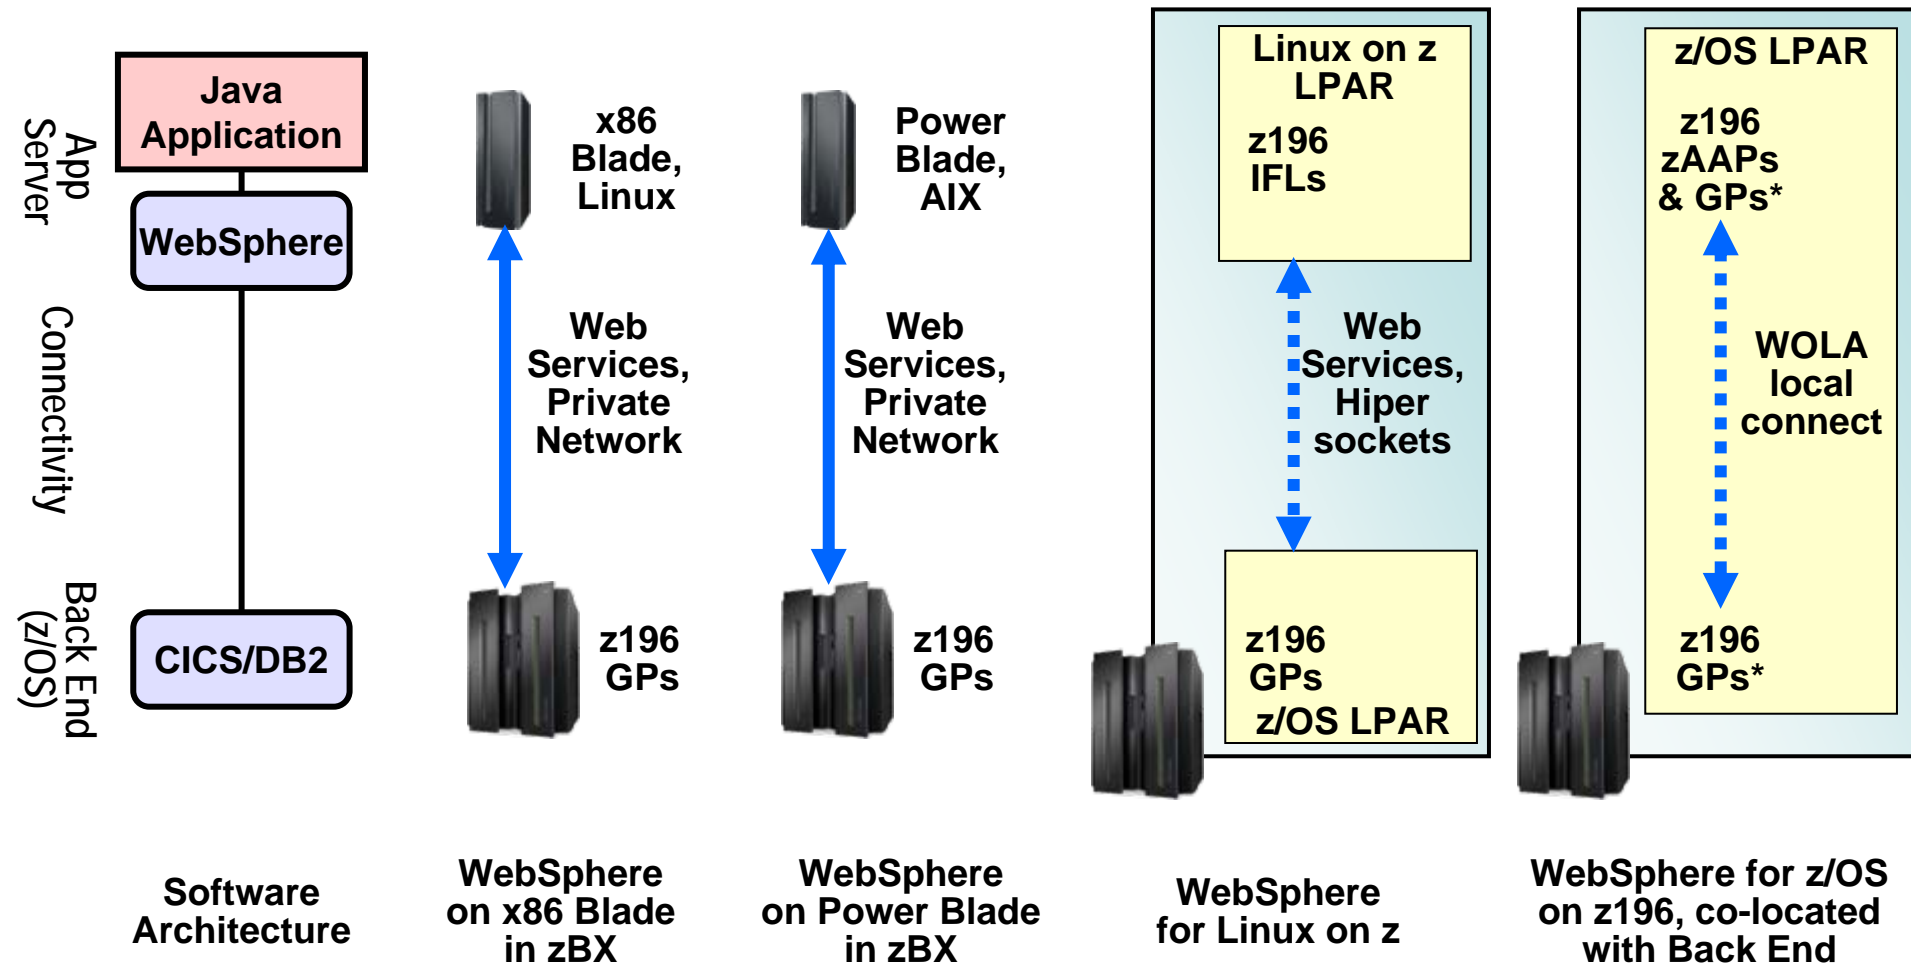 App
Server
Connectivity
Back End
(z/OS)
Java
Application
WebSphere
CICS/DB2
Software
Architecture
x86
Blade,
Linux
Web
Services,
Private
Network
z196
GPs
WebSphere
on x86 Blade
in zBX
Power
Blade,
AIX
Web
Services,
Private
Network
z196
GPs
WebSphere
on Power Blade
in zBX
Linux on z
LPAR
z196
IFLs
Web
Services,
Hiper
sockets
z196
GPs
z/OS LPAR
WebSphere
for Linux on z
z/OS LPAR
z196
zAAPs
& GPs*
WOLA
local
connect
z196
GPs*
WebSphere for z/OS
on z196, co-located
with Back End